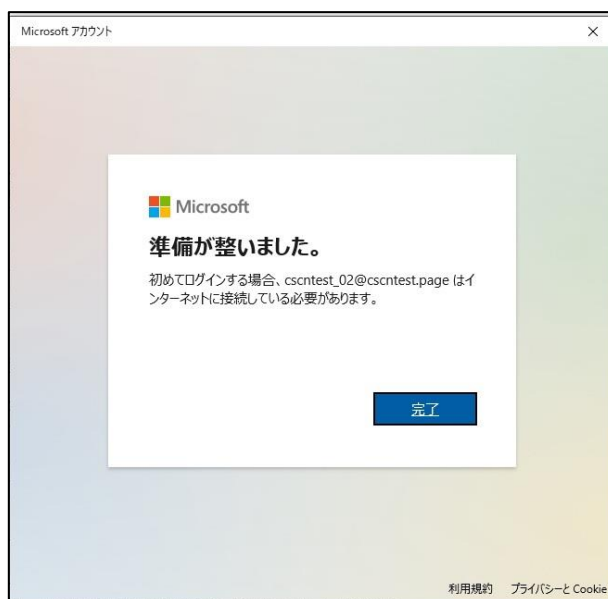 Microsoft アカウント
Microsoft
準備が整いました。
初めてログインする場合、cscntest_02@cscntest.page はイ
ンターネットに接続している必要があります。
完了
利用規約 プライバシーと Cookie